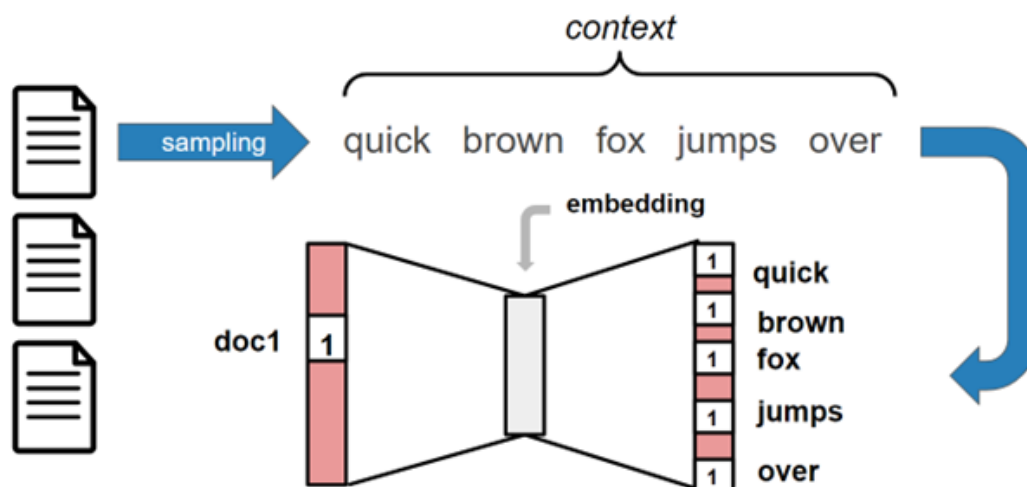 context
sampling
quick brown fox jumps over
embedding
1
quick
1
brown
doc1
1
1
fox
1
jumps
1
over